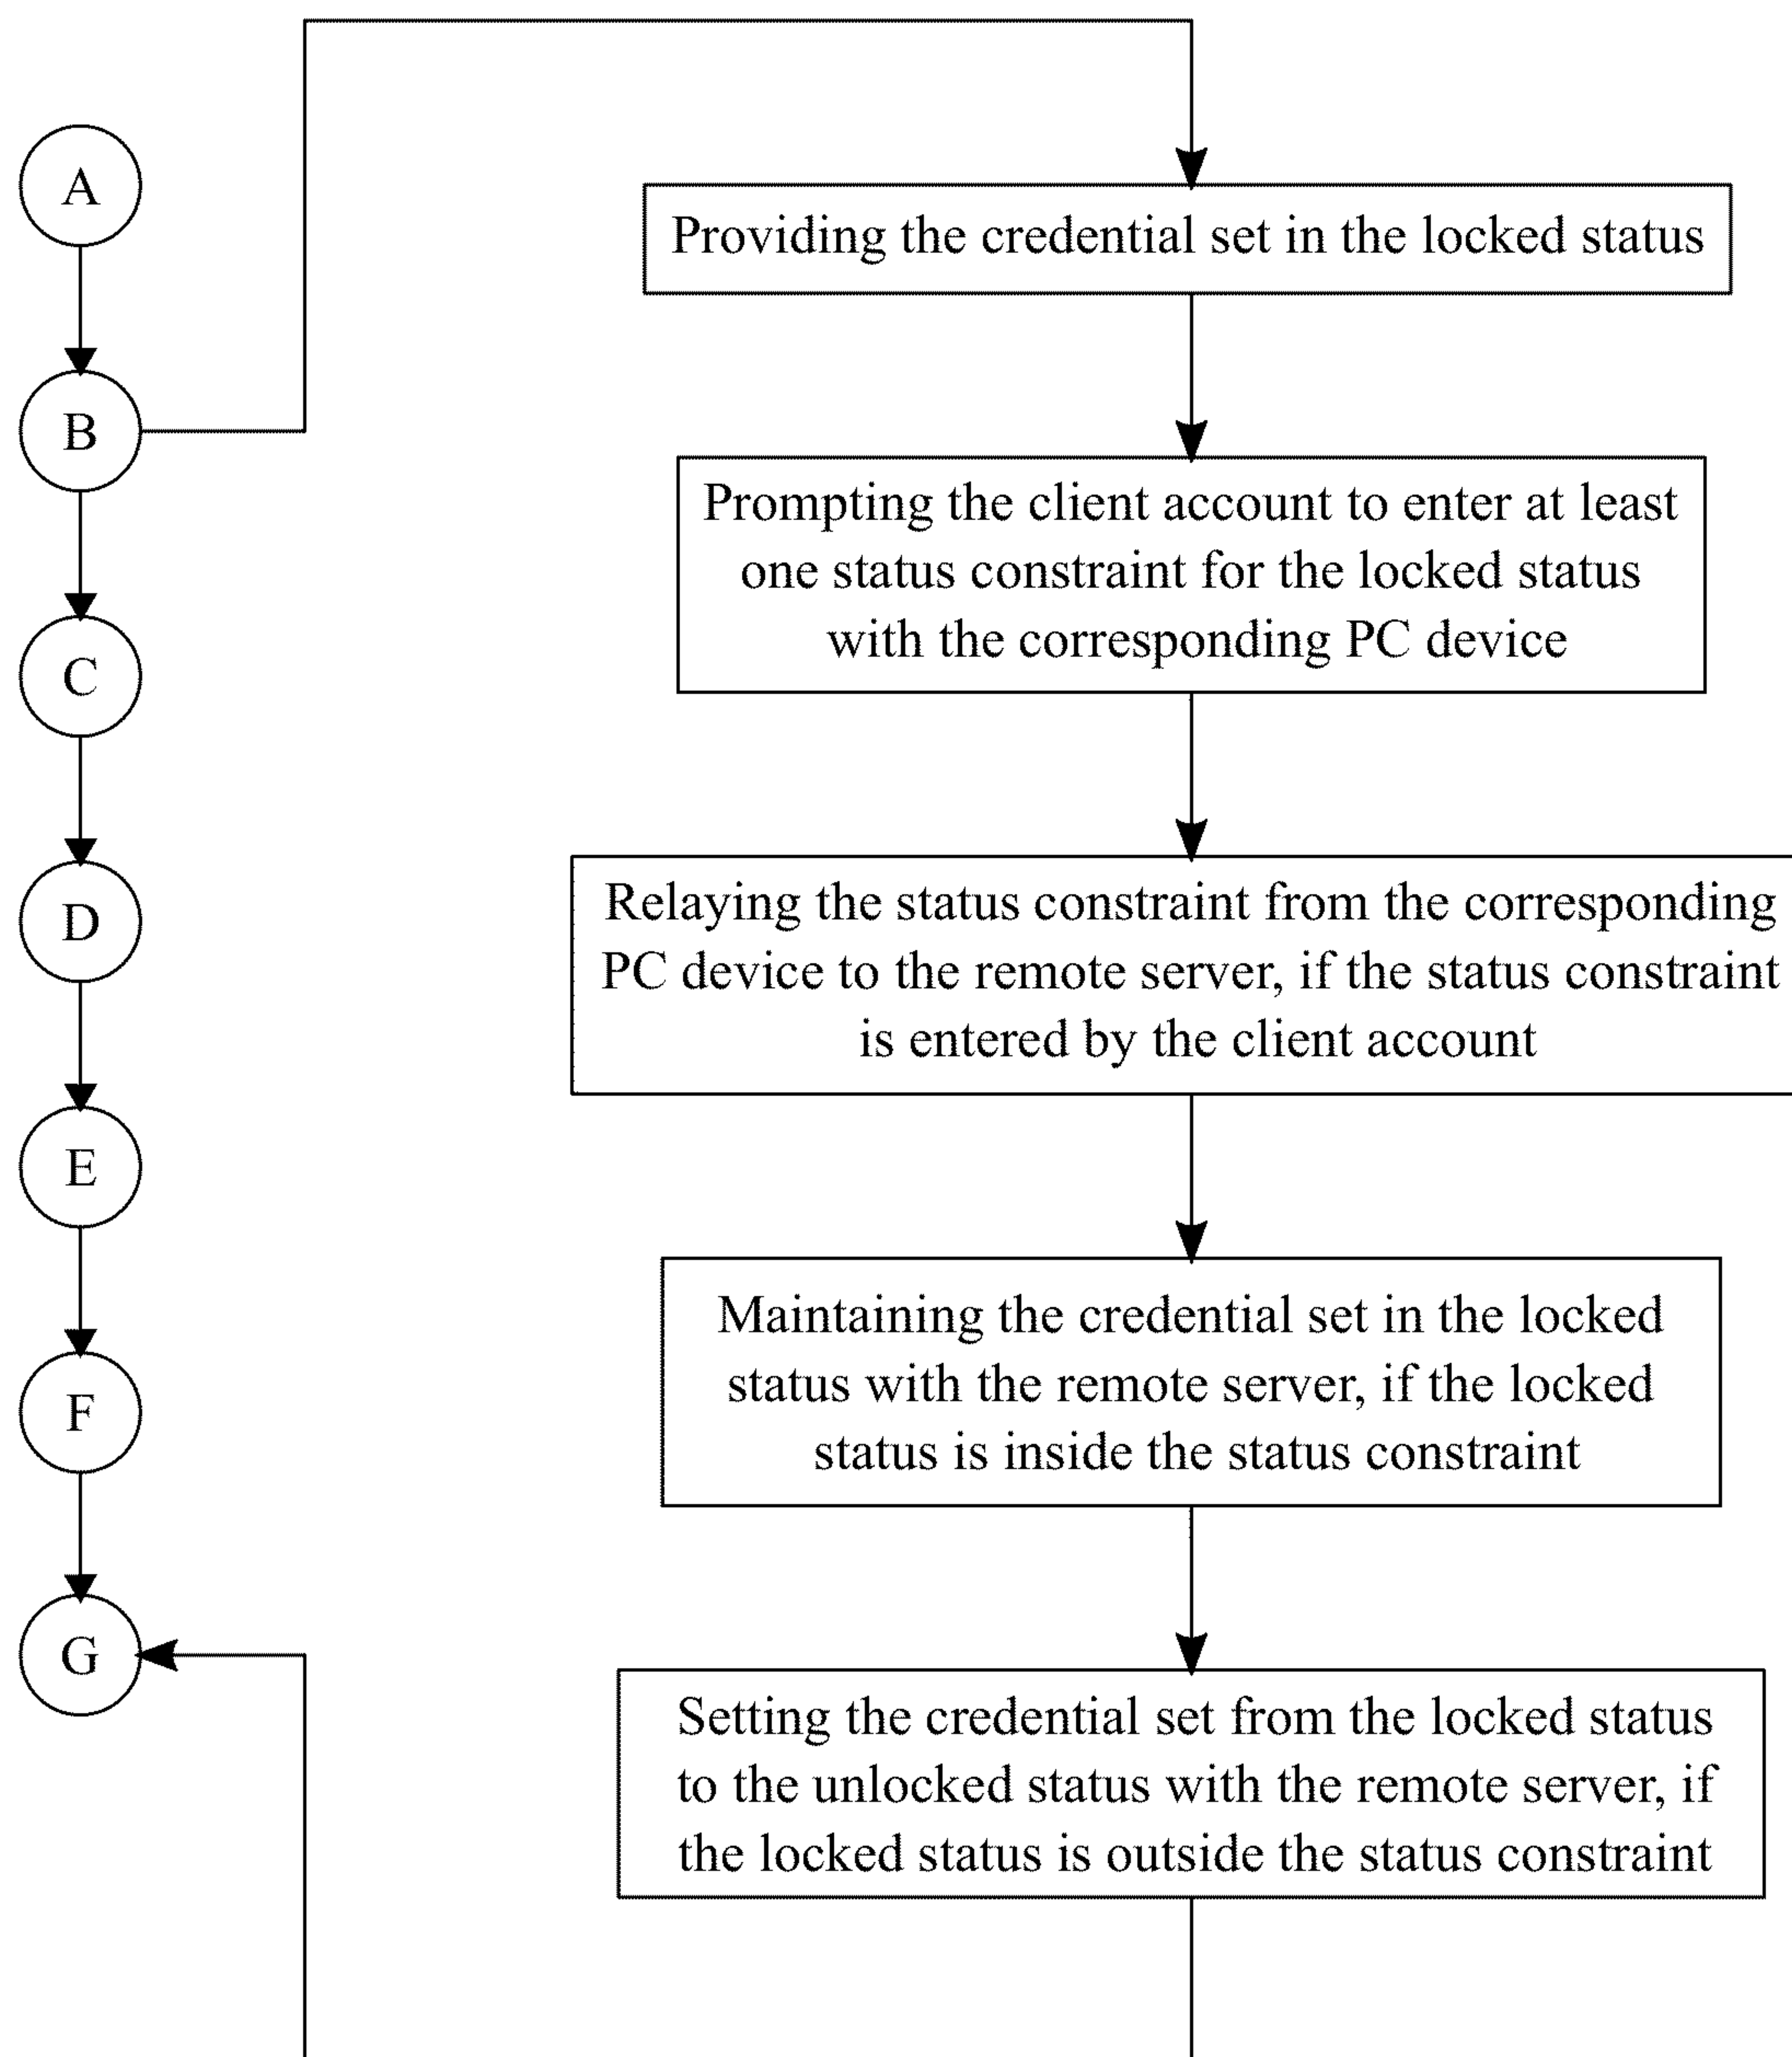 A
B
C
D
E
F
G
Providing the credential set in the locked status
Prompting the client account to enter at least
one status constraint for the locked status
with the corresponding PC device
Relaying the status constraint from the corresponding
PC device to the remote server, if the status constraint
is entered by the client account
Maintaining the credential set in the locked
status with the remote server, if the locked
status is inside the status constraint
Setting the credential set from the locked status
to the unlocked status with the remote server, if
the locked status is outside the status constraint